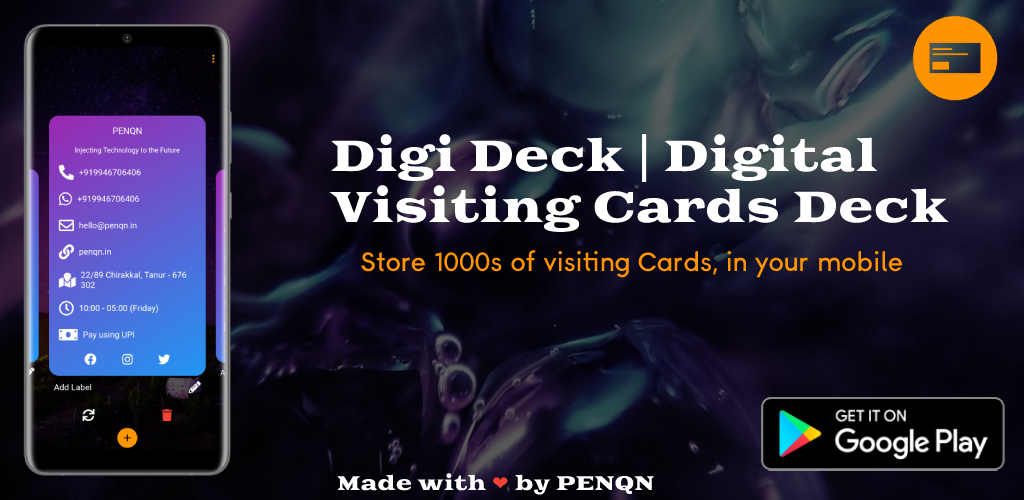 PENQN
Injecting Technology to the Future
+919946706406
+919946706406
hello@penqn.in
penqn.in
22/89 Chirakkal, Tanur - 676
302
10:00 - 05:00 (Friday)
Pay using UPI
Add Label
Digi Deck | Digital
Visiting Cards Deck
Store 1000s of visiting Cards, in your mobile
GET IT ON
Google Play
Made with ❤ by PENQN